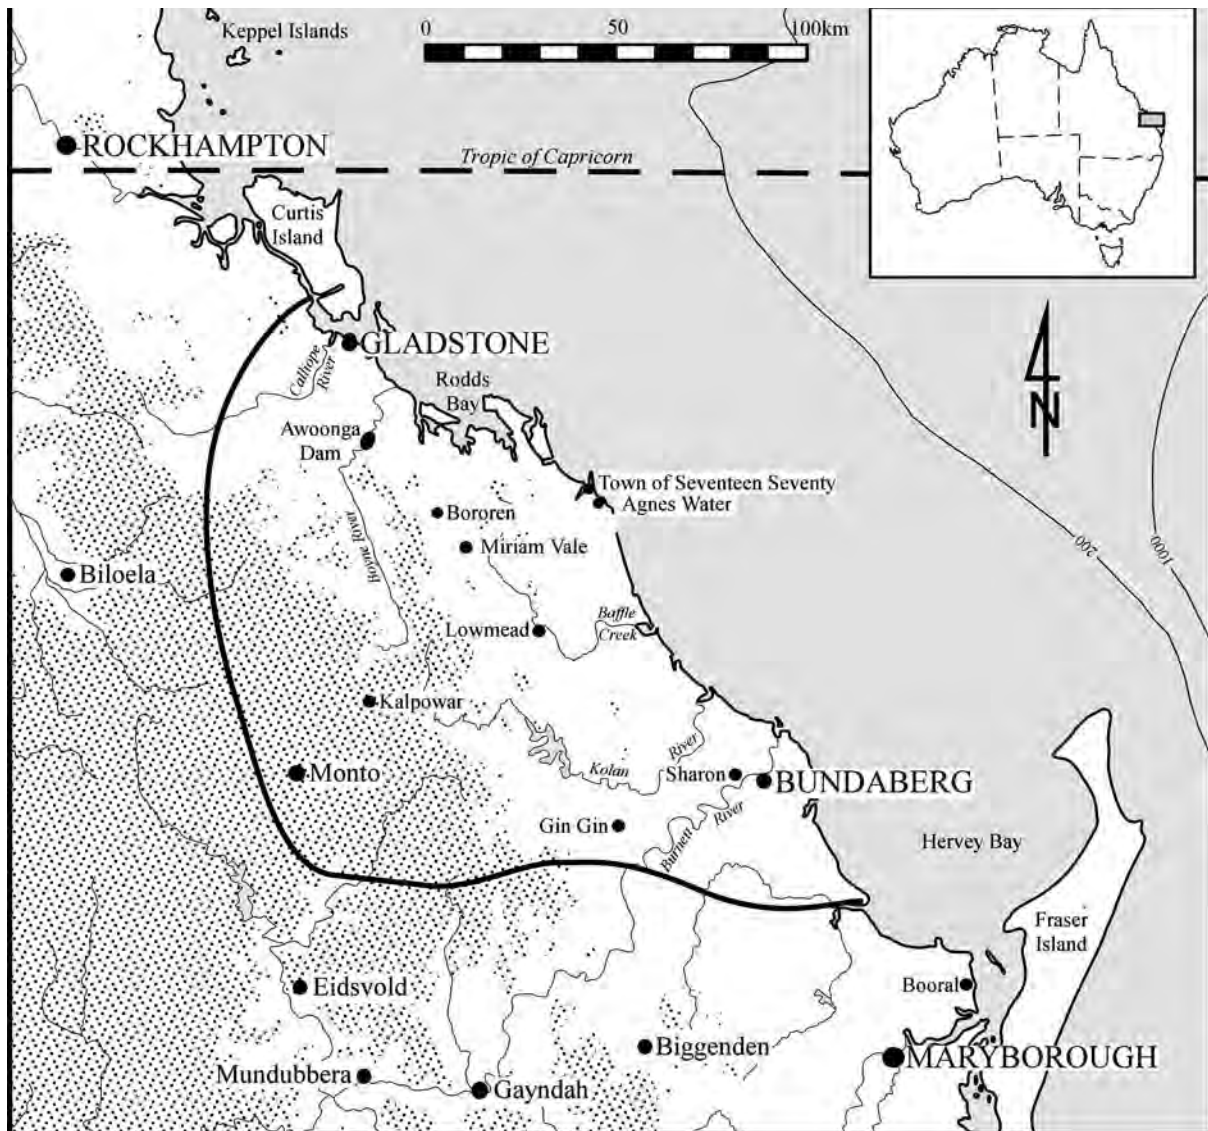 Keppel Islands
0 50 100km
ROCKHAMPTON
Tropic of Capricorn
Curtis
Island
GLADSTONE
Calliope
River
Rodds
Bay
Awoonga
Dam
N
Town of Seventeen Seventy
Agnes Water
Bororen
Boyne River
Miriam Vale
200
1000
Biloela
Baffle
Creek
Lowmead
Kalpowar
River
Kolan
Monto
Sharon
BUNDABERG
River
Burnett
Gin Gin
Hervey Bay
Fraser
Island
Eidsvold
Booral
Biggenden
MARYBOROUGH
Mundubbera
Gayndah